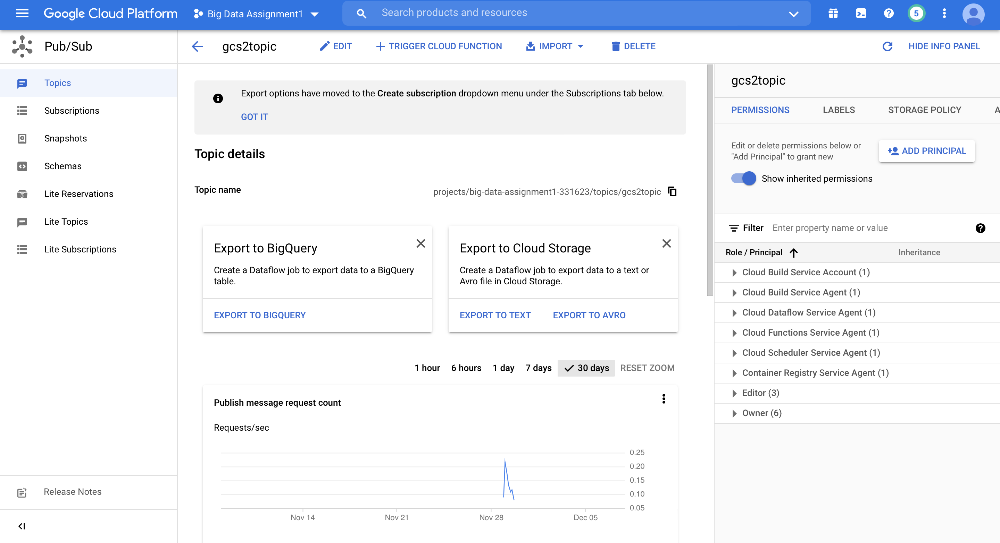 Google Cloud Platform
Big Data Assignment1
Search products and resources
5
Pub/Sub
gcs2topic
EDIT
TRIGGER CLOUD FUNCTION
IMPORT
DELETE
HIDE INFO PANEL
Topics
Subscriptions
Snapshots
Schemas
Lite Reservations
Lite Topics
Lite Subscriptions
Release Notes
Export options have moved to the Create subscription dropdown menu under the Subscriptions tab below.
GOT IT
Topic details
Topic name
projects/big-data-assignment1-331623/topics/gcs2topic
Export to BigQuery
Create a Dataflow job to export data to a BigQuery
table.
EXPORT TO BIGQUERY
Export to Cloud Storage
Create a Dataflow job to export data to a text or
Avro file in Cloud Storage.
EXPORT TO TEXT
EXPORT TO AVRO
1 hour
6 hours
1 day
7 days
30 days
RESET ZOOM
Publish message request count
Requests/sec
0.25
0.20
0.15
0.10
0.05
Nov 14
Nov 21
Nov 28
Dec 05
gcs2topic
PERMISSIONS
LABELS
STORAGE POLICY
A
Edit or delete permissions below or
"Add Principal" to grant new
ADD PRINCIPAL
Show inherited permissions
Filter
Enter property name or value
Role / Principal
Inheritance
Cloud Build Service Account (1)
Cloud Build Service Agent (1)
Cloud Dataflow Service Agent (1)
Cloud Functions Service Agent (1)
Cloud Scheduler Service Agent (1)
Container Registry Service Agent (1)
Editor (3)
Owner (6)